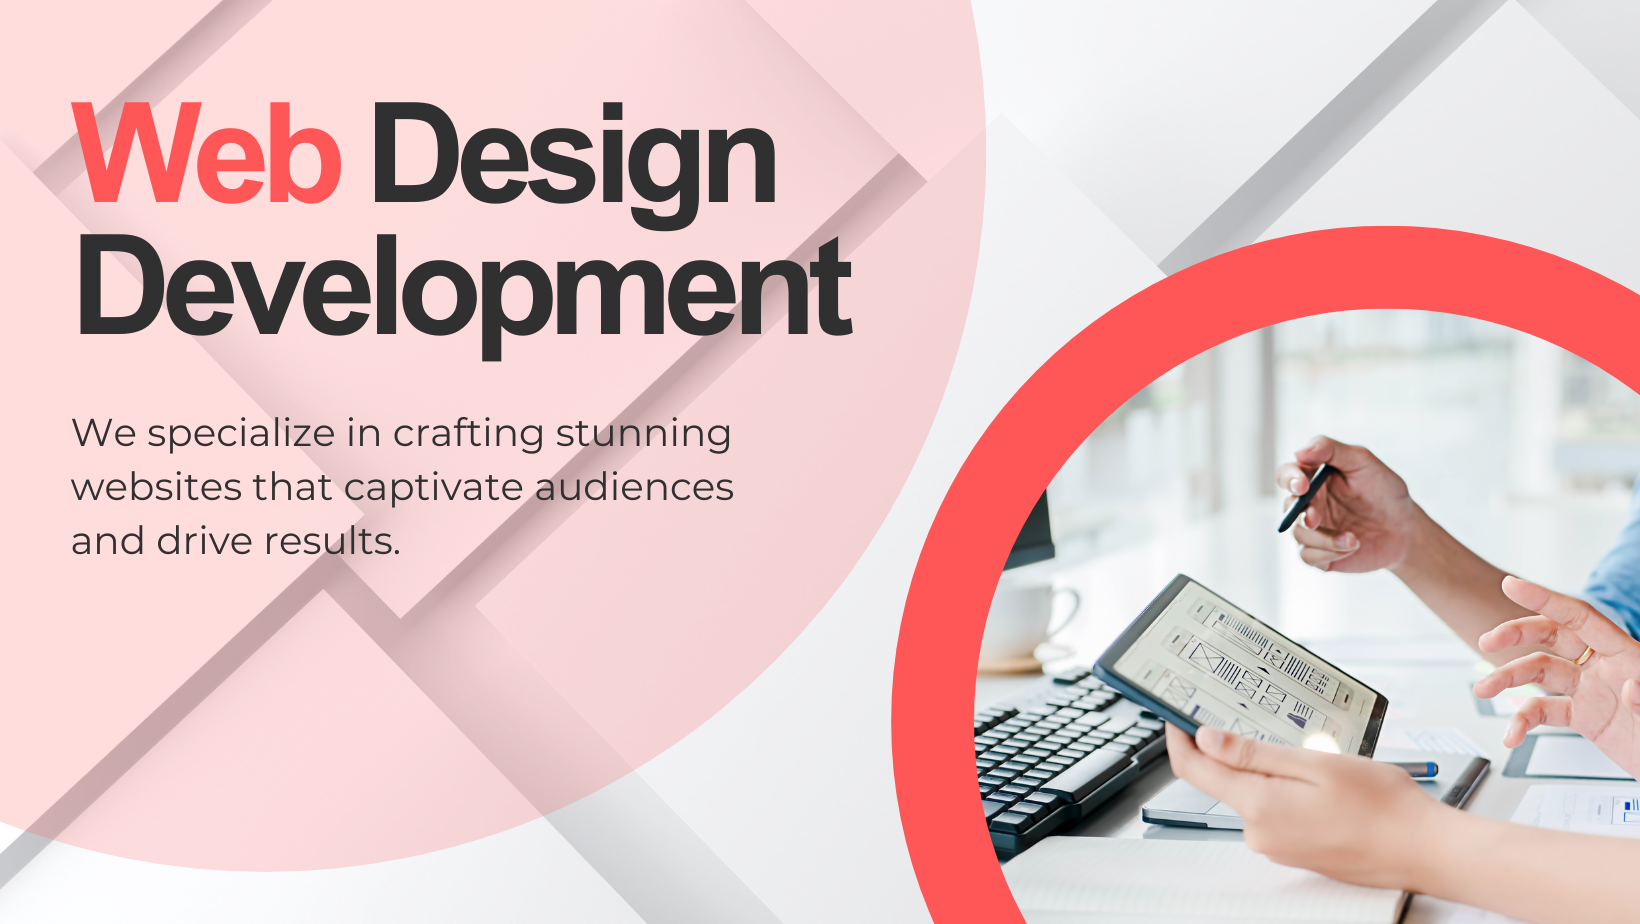 Web Design
Development
We specialize in crafting stunning
websites that captivate audiences
and drive results.